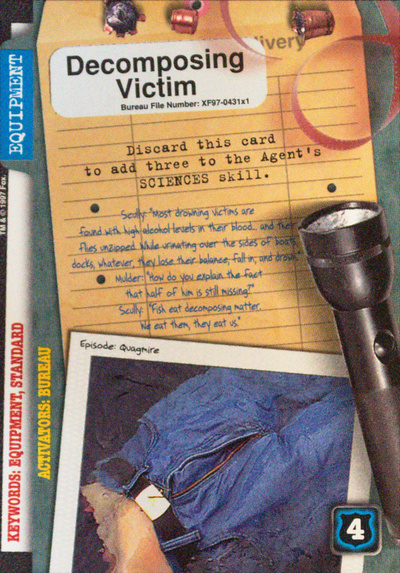 livery
Decomposing
Victim
Bureau File Number: XF97-0431x1
EQUIPMENT
Discard this card
to add three to the Agent's
SCIENCES skill.
Scully: "Most drowning victims are
found with high alcohol levels in their blood... and their
flies unzipped. While urinating over the sides of boats,
docks, whatever, they lose their balance, fall in, and drown."
Mulder: "How do you explain the fact
that half of him is still missing?"
Scully: "Fish eat decomposing matter.
We eat them, they eat us."
Episode: Quagmire
TM & © 1997 Fox.
KEYWORDS: EQUIPMENT, STANDARD
ACTIVATORS: BUREAU
4